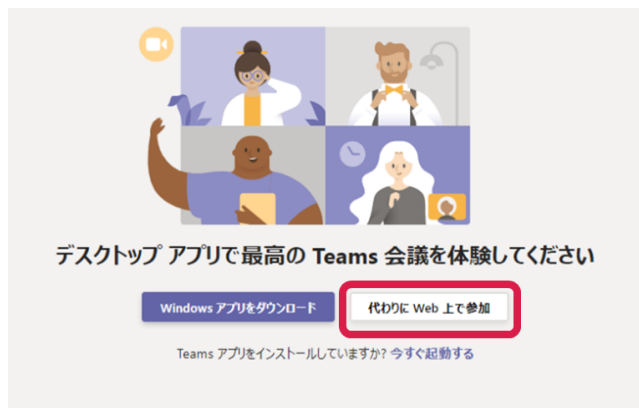 デスクトップ アプリで最高の Teams 会議を体験してください
Windows アプリをダウンロード
代わりに Web 上で参加
Teams アプリをインストールしていますか? 今すぐ起動する